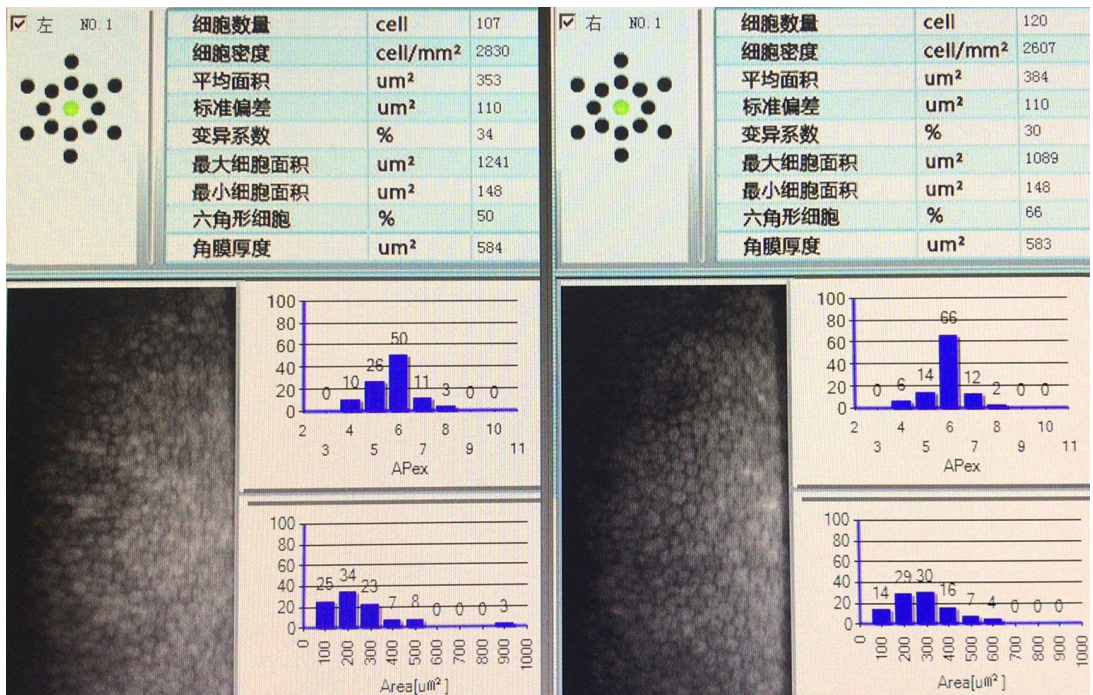 左 NO. 1
细胞数量 cell 107
细胞密度 cell/mm² 2830
平均面积 um² 353
标准偏差 um² 110
变异系数 % 34
最大细胞面积 um² 1241
最小细胞面积 um² 148
六角形细胞 % 50
角膜厚度 um² 584
100
80
60
40
20
0
0 10 26 50 11 3 0 0
2 4 6 8 10
3 5 7 9 11
APex
100
80
60
40
20
0
25 34 23 7 8 0 0 0 3
0 100 200 300 400 500 600 700 800 900 1000
Area[um²]
右 NO. 1
细胞数量 cell 120
细胞密度 cell/mm² 2607
平均面积 um² 384
标准偏差 um² 110
变异系数 % 30
最大细胞面积 um² 1089
最小细胞面积 um² 148
六角形细胞 % 66
角膜厚度 um² 583
100
80
60
40
20
0
0 6 14 66 12 2 0 0
2 4 6 8 10
3 5 7 9 11
APex
100
80
60
40
20
0
14 29 30 16 7 4 0 0 0
0 100 200 300 400 500 600 700 800 900 1000
Area[um²]